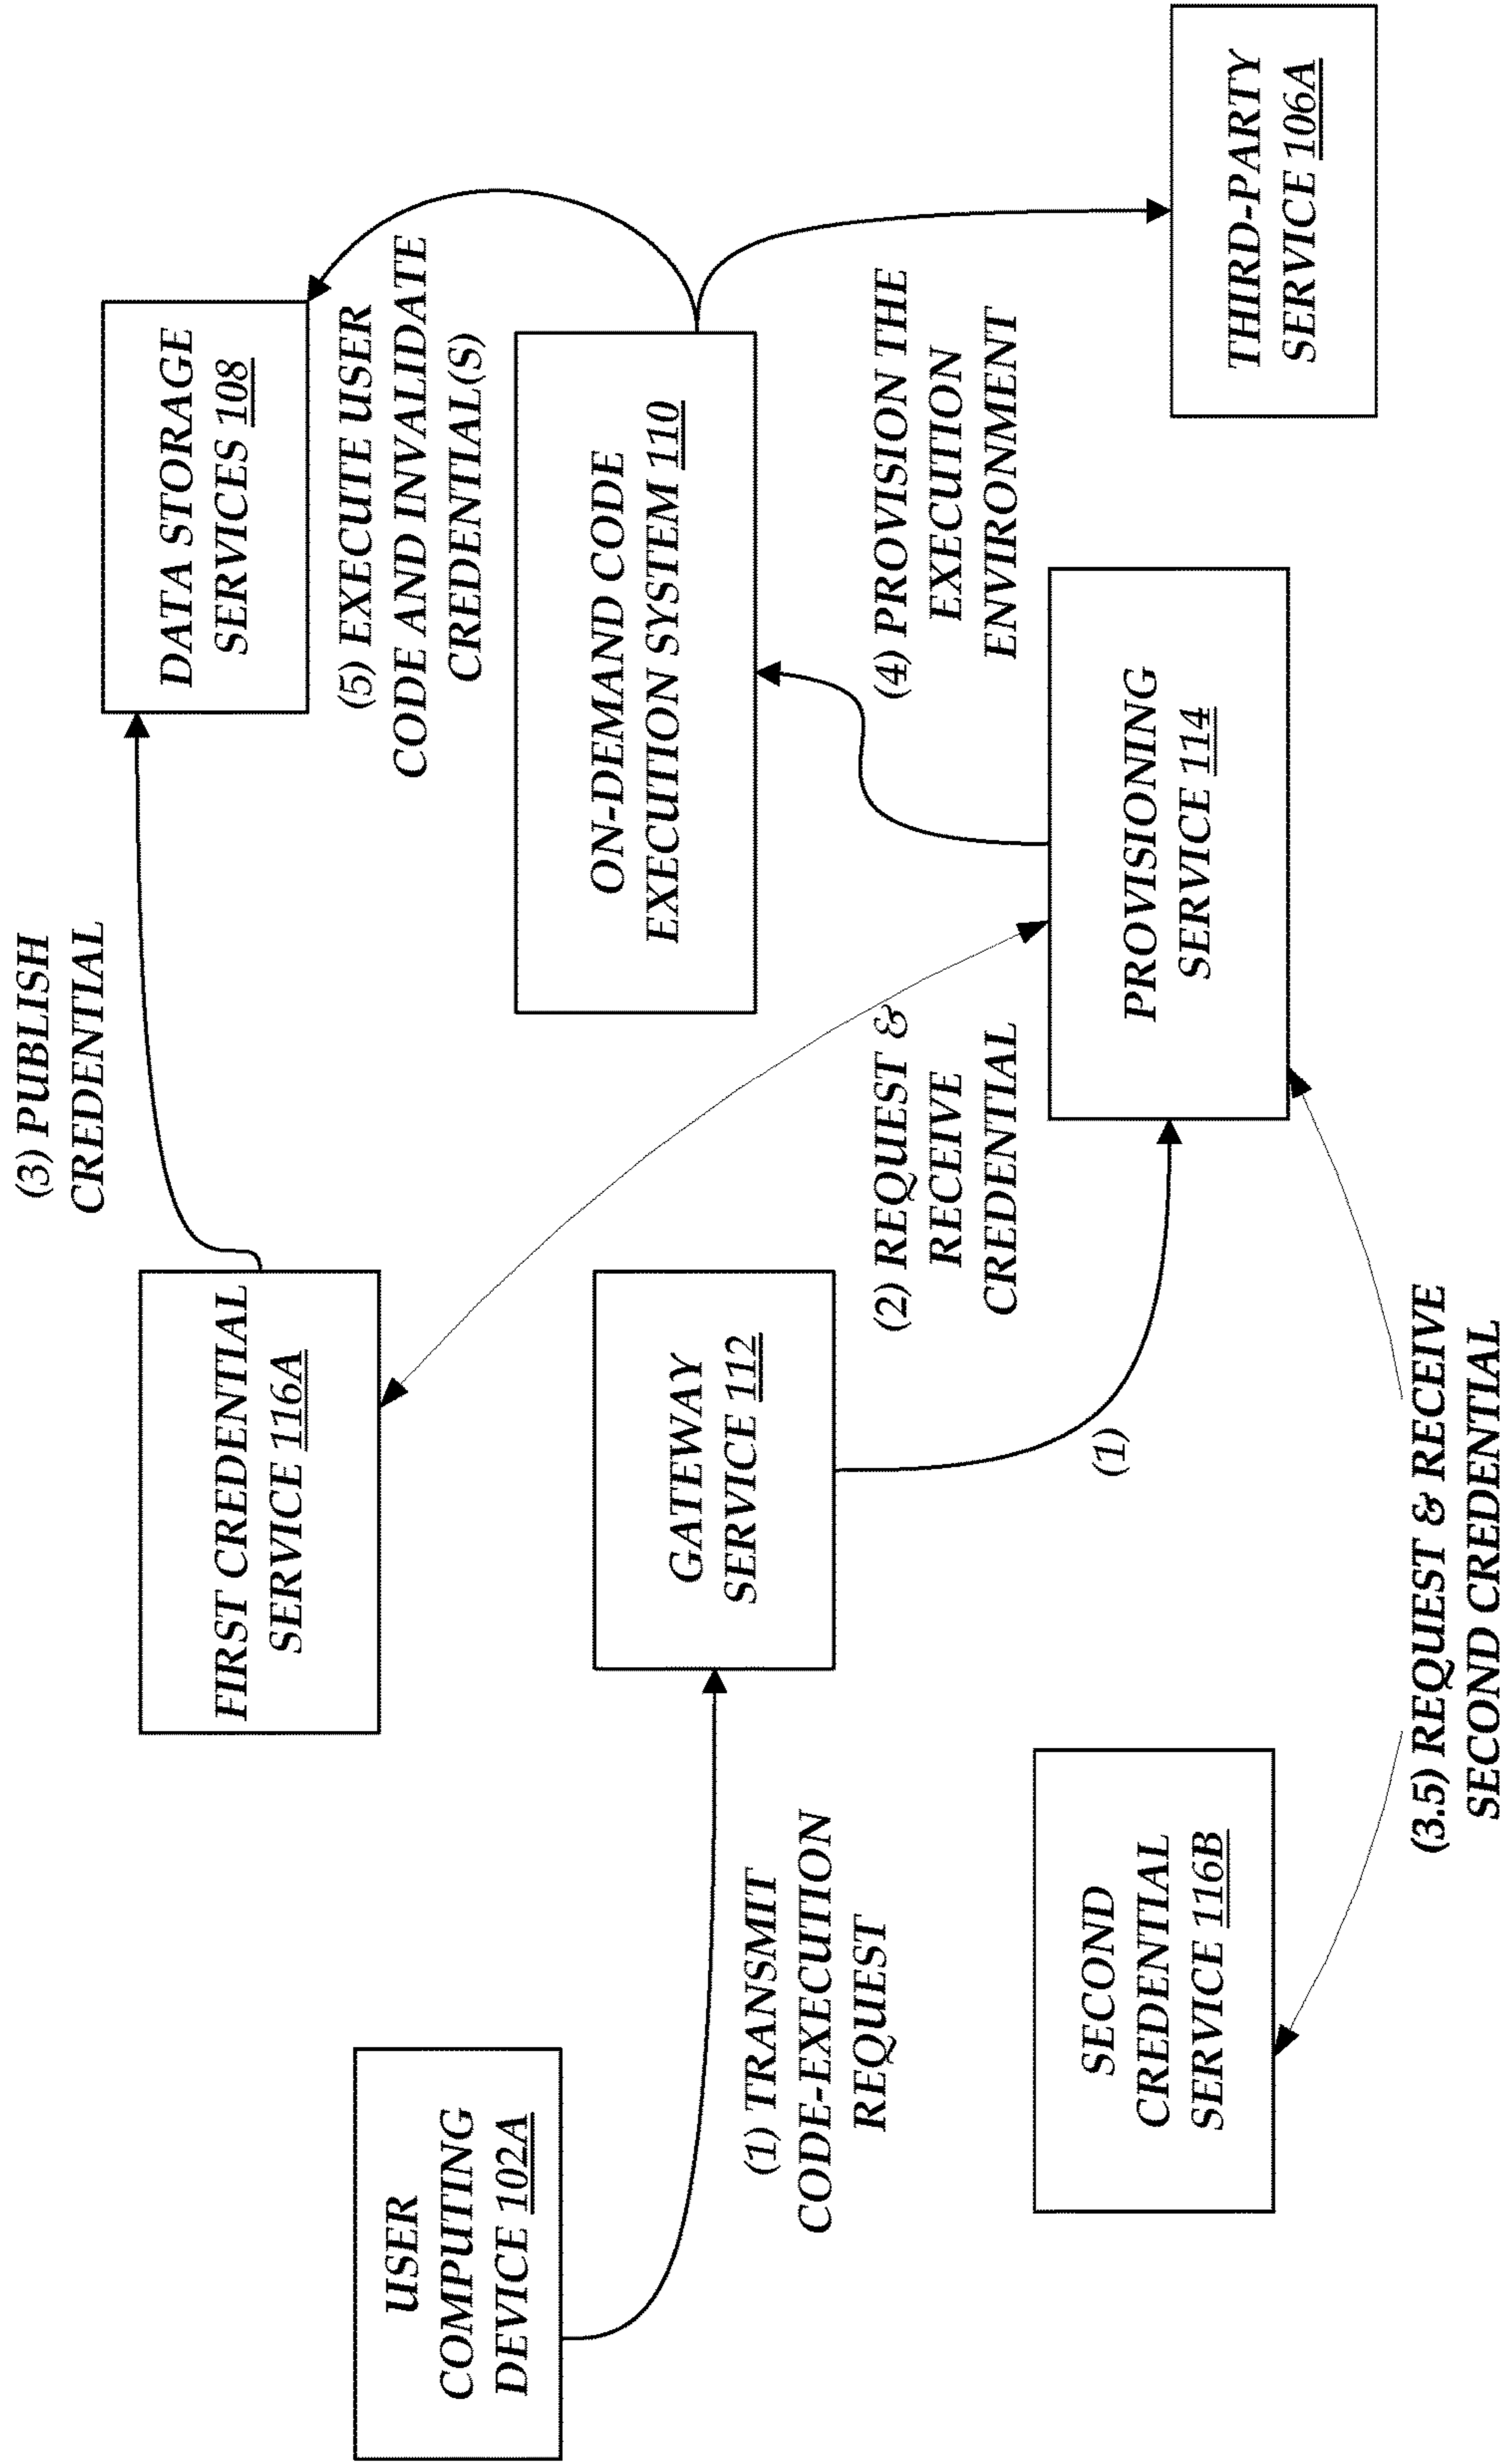 (3) PUBLISH
CREDENTIAL
FIRST CREDENTIAL
SERVICE 116A
DATA STORAGE
SERVICES 108
(5) EXECUTE USER
CODE AND INVALIDATE
CREDENTIAL(S)
USER
COMPUTING
DEVICE 102A
GATEWAY
SERVICE 112
ON-DEMAND CODE
EXECUTION SYSTEM 110
(1) TRANSMIT
CODE-EXECUTION
REQUEST
(2) REQUEST &
RECEIVE
CREDENTIAL
(4) PROVISION THE
EXECUTION
ENVIRONMENT
(1)
SECOND
CREDENTIAL
SERVICE 116B
PROVISIONING
SERVICE 114
THIRD-PARTY
SERVICE 106A
(3.5) REQUEST & RECEIVE
SECOND CREDENTIAL